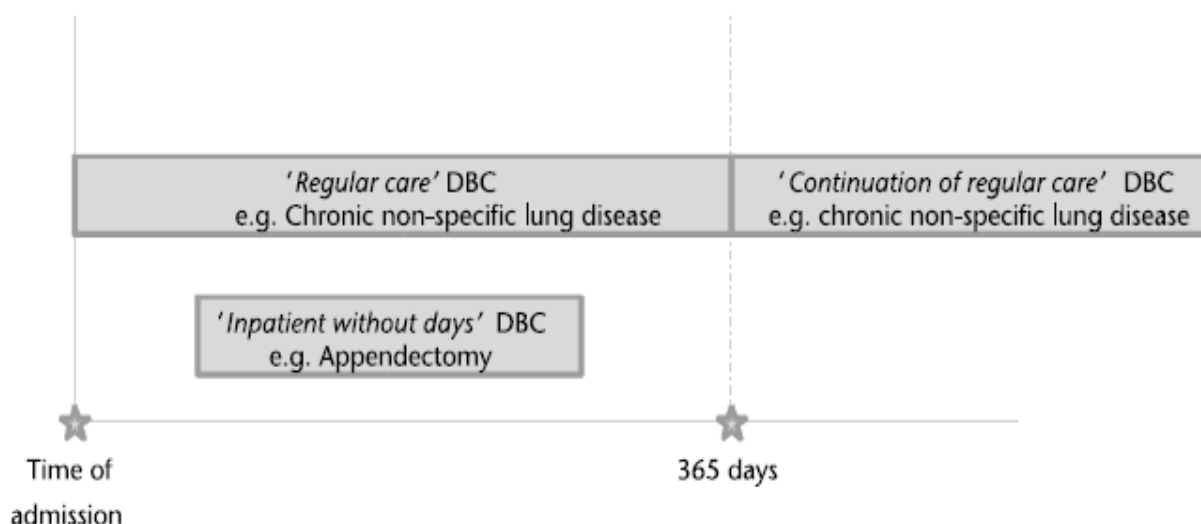 'Regular care' DBC
e.g. Chronic non-specific lung disease
'Continuation of regular care' DBC
e.g. chronic non-specific lung disease
'Inpatient without days' DBC
e.g. Appendectomy
Time of
admission
365 days